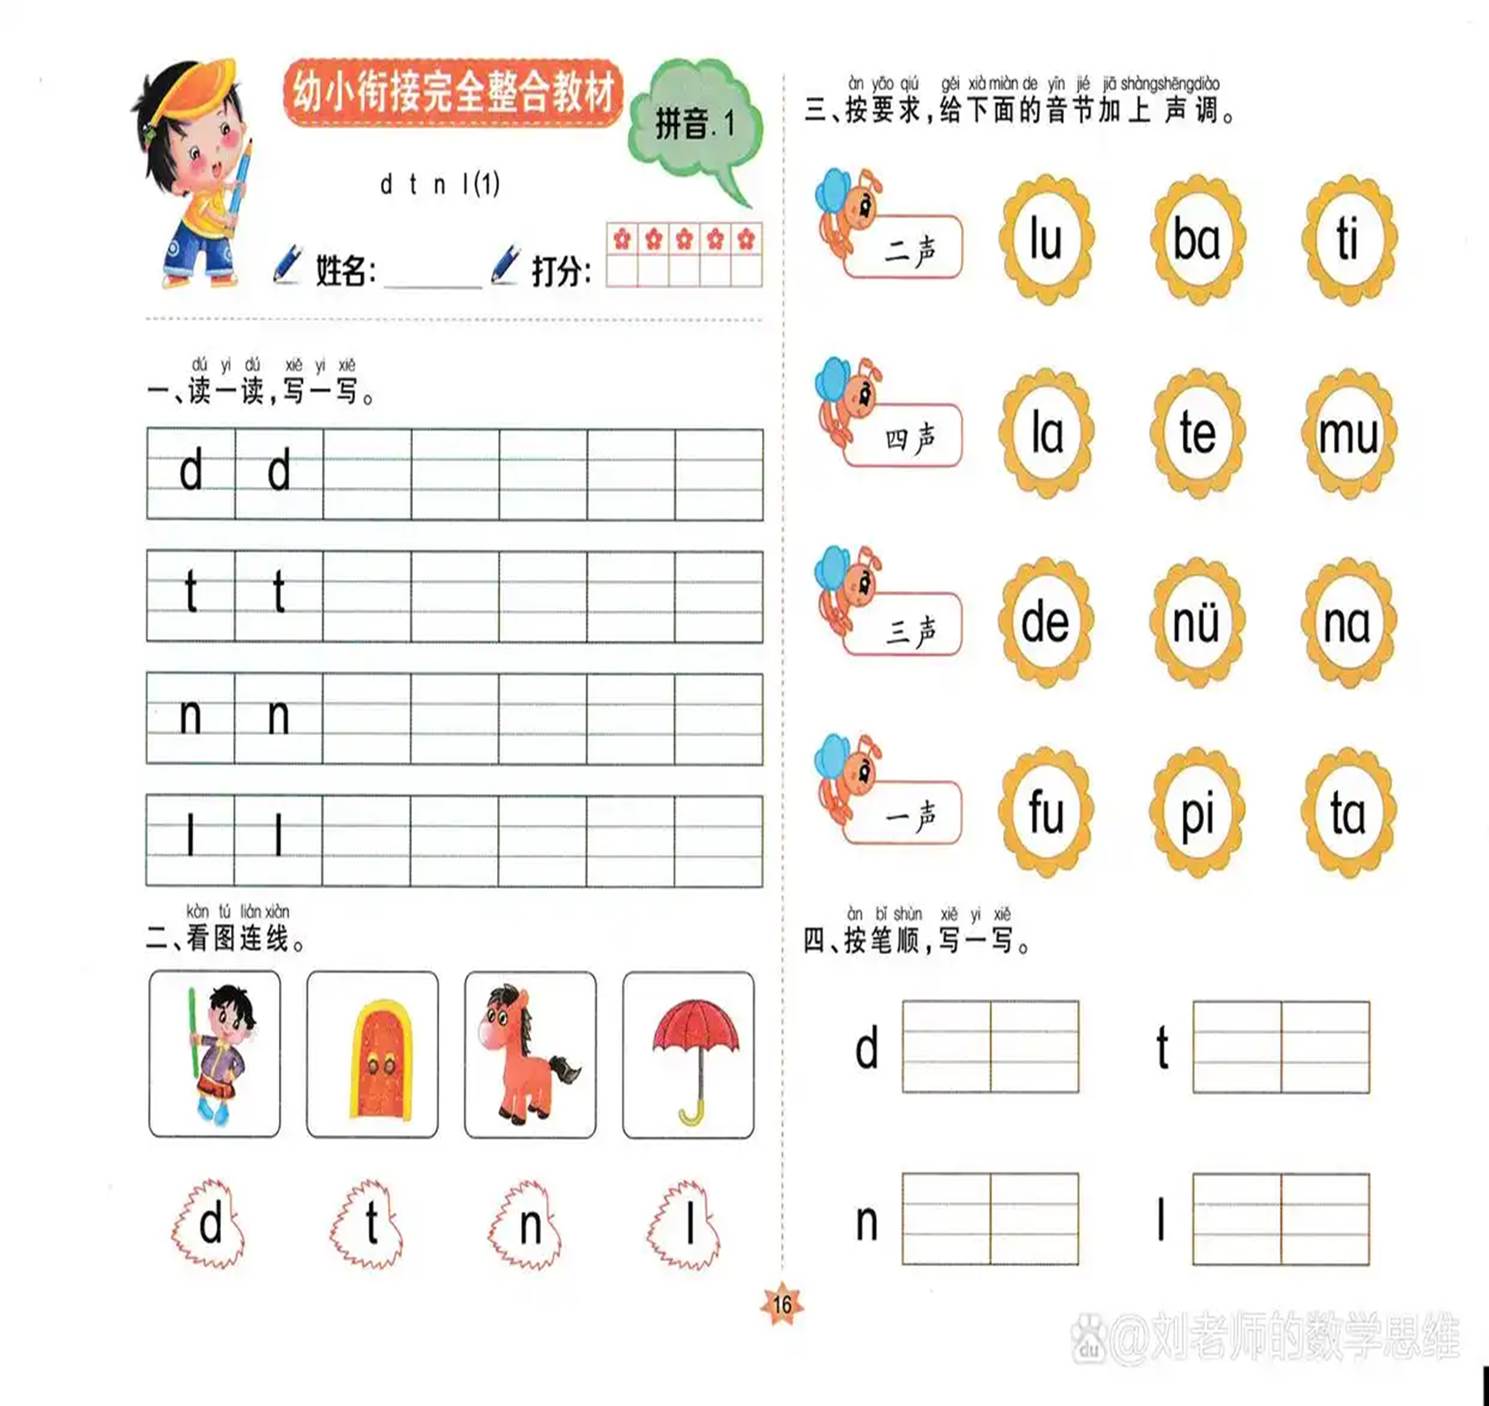 幼小衔接完全整合教材
拼音.1
d t n l(1)
姓名:
打分:
dú yi dú xiě yi xiě
一、读一读,写一写。
d d
t t
n n
l l
kàn tú lián xiàn
二、看图连线。
d t n l
àn yāo qiú gěi xià miàn de yīn jié jiā shàng shēng diào
三、按要求,给下面的音节加上声调。
二声 lu ba ti
四声 la te mu
三声 de nü na
一声 fu pi ta
àn bǐ shùn xiě yi xiě
四、按笔顺,写一写。
d t
n l
16
du @刘老师的数学思维